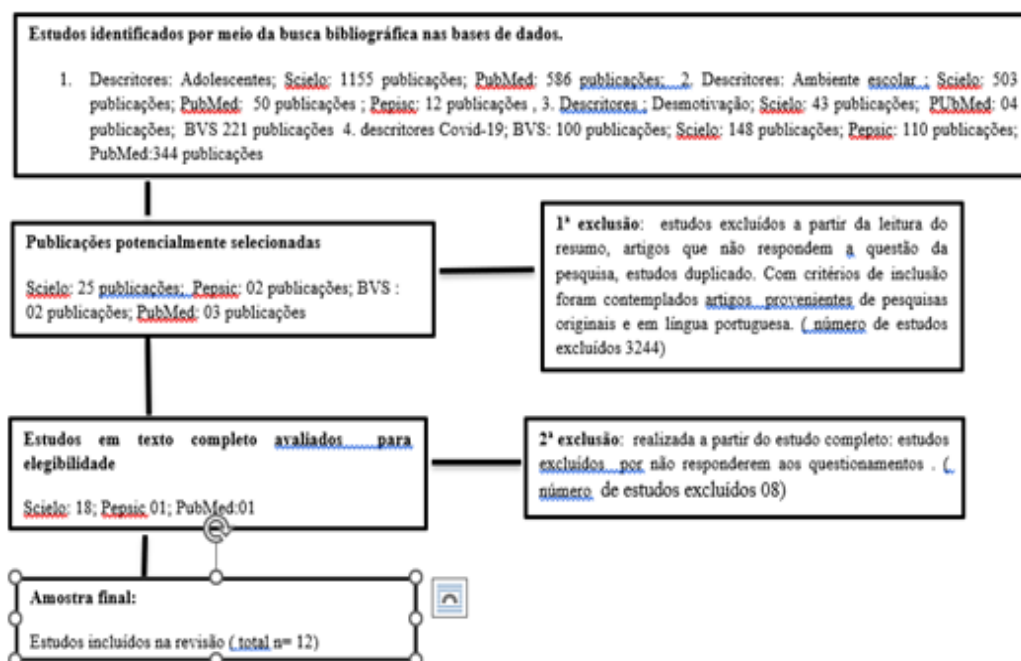 Estudos identificados por meio da busca bibliográfica nas bases de dados.
1. Descritores: Adolescentes; Scielo: 1155 publicações; PubMed: 586 publicações; 2. Descritores: Ambiente escolar ; Scielo: 503
publicações; PubMed: 50 publicações ; Pepisc: 12 publicações , 3. Descritores ; Desmotivação; Scielo: 43 publicações; PUbMed: 04
publicações; BVS 221 publicações 4. descritores Covid-19; BVS: 100 publicações; Scielo: 148 publicações; Pepsic: 110 publicações;
PubMed:344 publicações
Publicações potencialmente selecionadas
Scielo: 25 publicações; Pepsic: 02 publicações; BVS :
02 publicações; PubMed: 03 publicações
1ª exclusão: estudos excluídos a partir da leitura do
resumo, artigos que não respondem a questão da
pesquisa, estudos duplicado. Com critérios de inclusão
foram contemplados artigos provenientes de pesquisas
originais e em língua portuguesa. ( número de estudos
excluídos 3244)
Estudos em texto completo avaliados para
elegibilidade
Scielo: 18; Pepsic 01; PubMed:01
2ª exclusão: realizada a partir do estudo completo: estudos
excluídos por não responderem aos questionamentos . (
número de estudos excluídos 08)
Amostra final:
Estudos incluídos na revisão ( total n= 12)